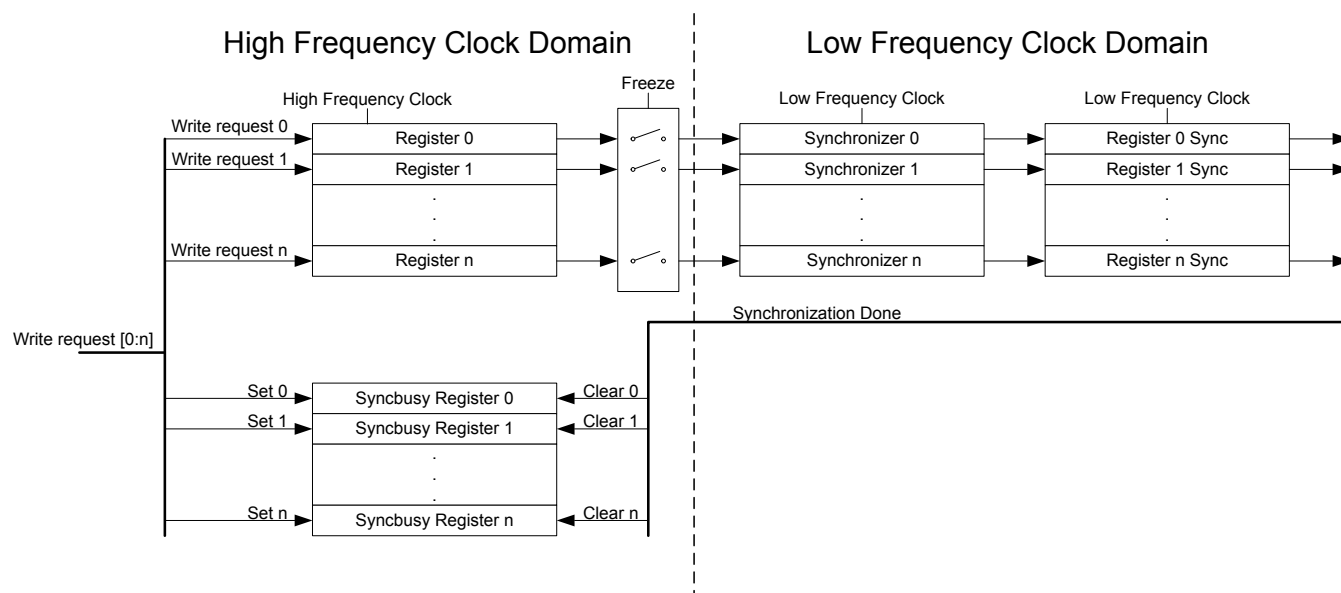 High Frequency Clock Domain
Low Frequency Clock Domain
Freeze
High Frequency Clock
Low Frequency Clock
Low Frequency Clock
Write request 0
Register 0
Synchronizer 0
Register 0 Sync
Write request 1
Register 1
Synchronizer 1
Register 1 Sync
.
.
.
.
.
.
.
.
.
Write request n
Register n
Synchronizer n
Register n Sync
Synchronization Done
Write request [0:n]
Set 0
Syncbusy Register 0
Clear 0
Set 1
Syncbusy Register 1
Clear 1
.
.
.
Set n
Syncbusy Register n
Clear n